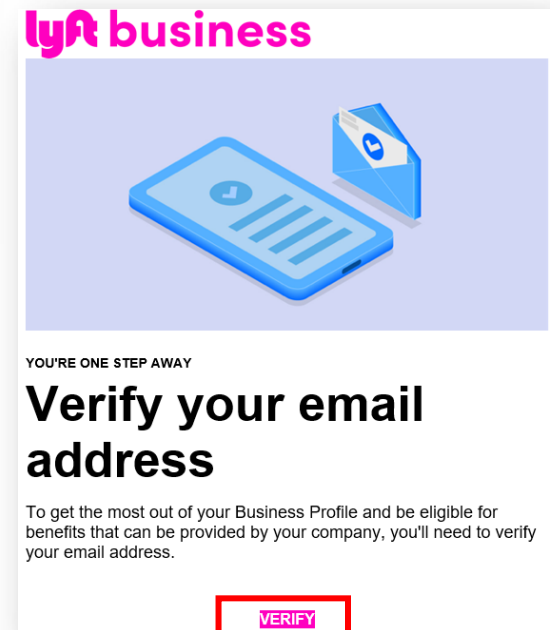 lyft business
YOU'RE ONE STEP AWAY
Verify your email
address
To get the most out of your Business Profile and be eligible for
benefits that can be provided by your company, you'll need to verify
your email address.
VERIFY